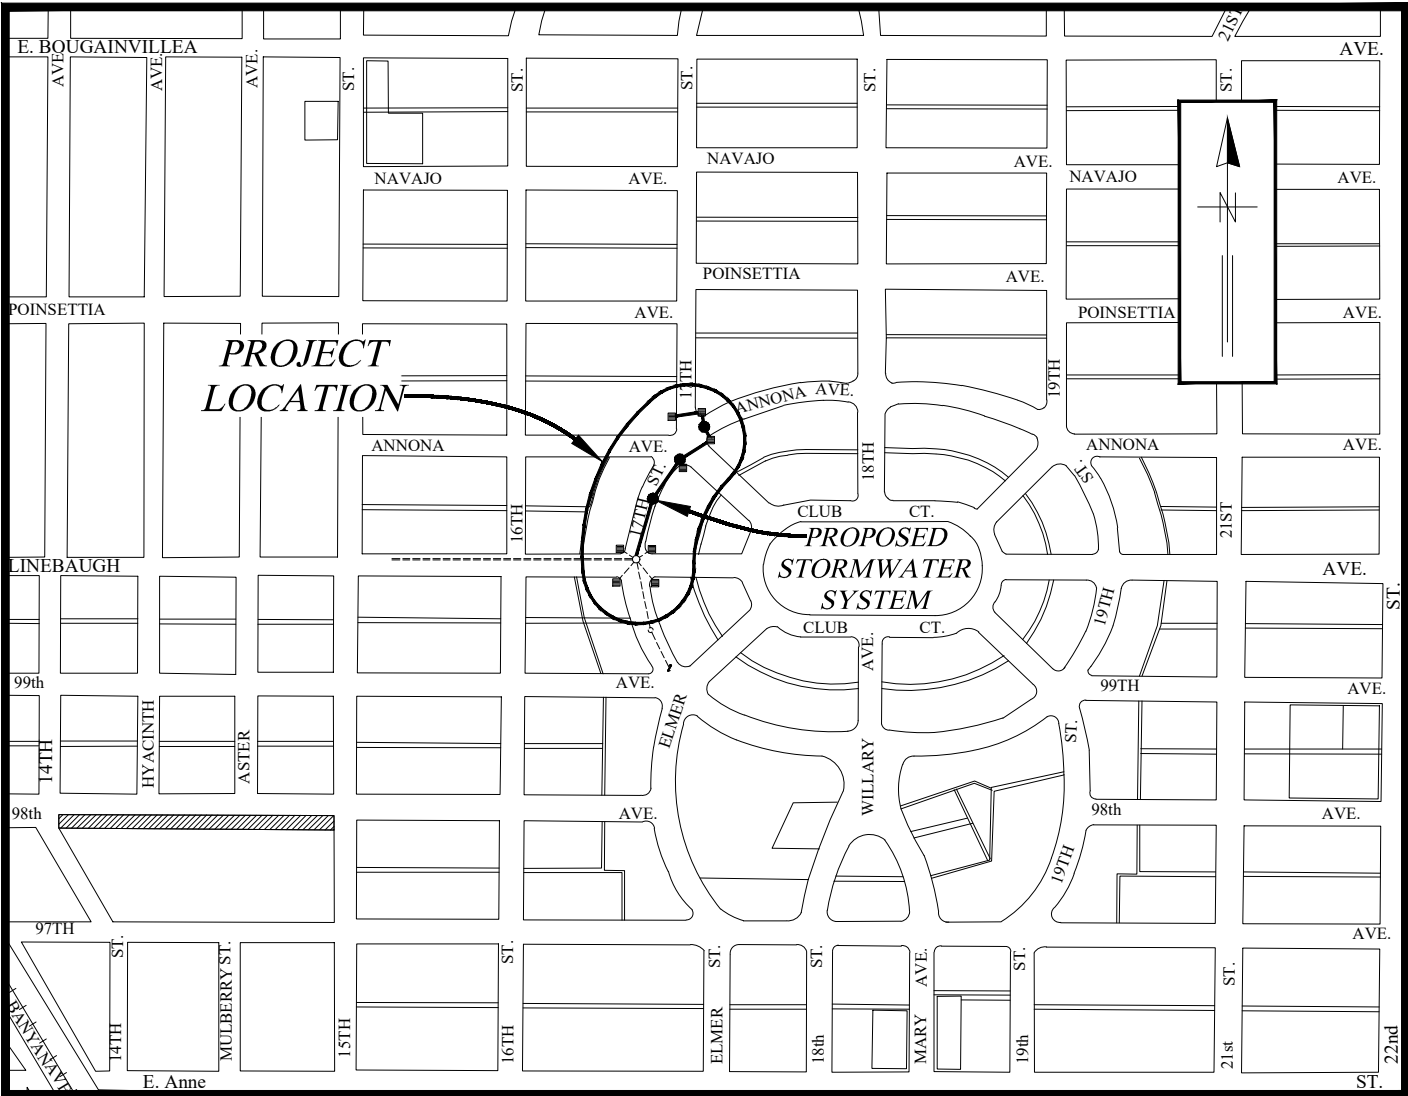 21ST
E. BOUGAINVILLEA AVE.
AVE. AVE. AVE. ST. ST. ST. ST. ST.
NAVAJO AVE.
NAVAJO AVE.
NAVAJO AVE.
POINSETTIA AVE.
POINSETTIA AVE.
POINSETTIA AVE.
N
PROJECT
LOCATION
17TH
19TH
ANNONA AVE.
ANNONA AVE.
ANNONA AVE.
ST.
ST.
18TH
16TH
17TH
21ST
CLUB CT.
PROPOSED
STORMWATER
SYSTEM
LINEBAUGH AVE.
ST.
S
19TH
CLUB CT.
AVE.
99th AVE.
99TH AVE.
ELMER
ST.
14TH
HYACINTH
ASTER
WILLARY
98th AVE.
98th AVE.
19TH
97TH AVE.
ST.
MULBERRY ST.
ST.
ST.
ST.
AVE.
ST.
ST.
BANYAN AVE
14TH
15TH
16TH
ELMER
18th
MARY
19th
21st
22nd
E. Anne ST.